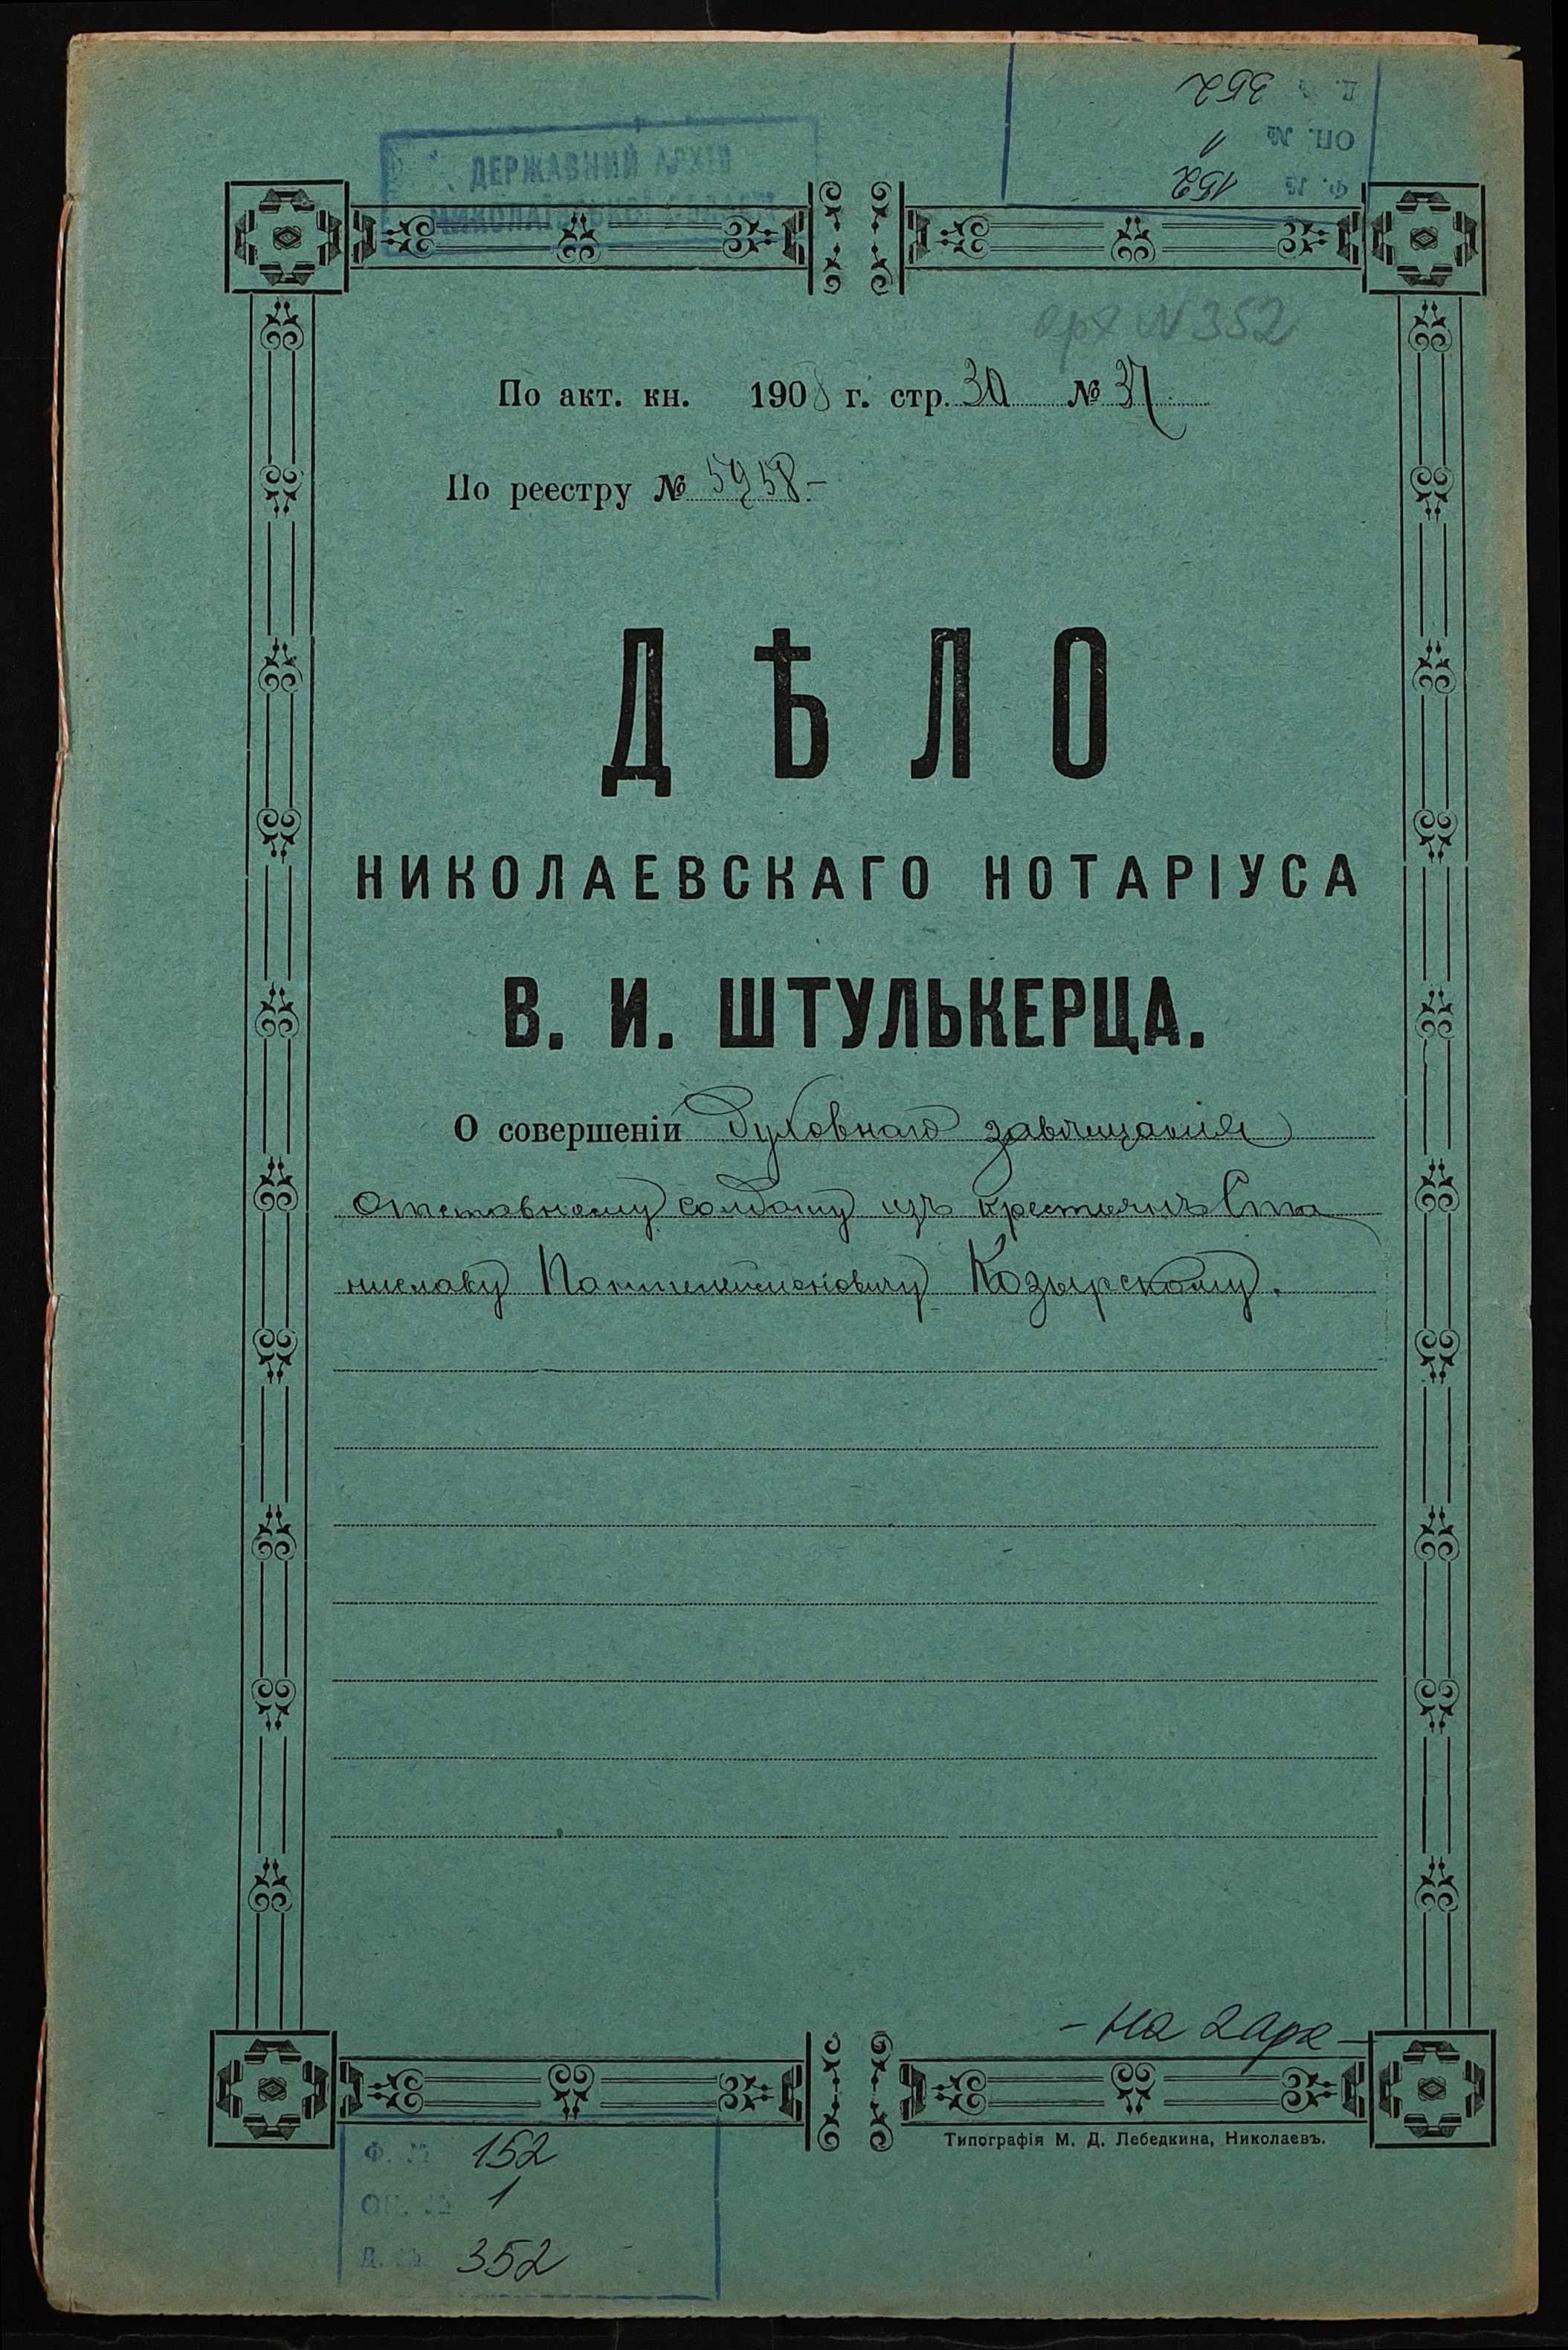 Д. № 352
ОП. № 1
Ф. № 152
ДЕРЖАВНИЙ АРХІВ
МИКОЛАЇВСЬКОЇ
арх N 352
По акт. кн. 1908 г. стр. 30 № 37
По реестру № 5958.-
ДѢЛО
НИКОЛАЕВСКАГО НОТАРІУСА
В. И. ШТУЛЬКЕРЦА.
О совершеніи Духовнаго завѣщанія
отставному солдату изъ крестьянъ Ста
ниславу Козырскому.
- на 2 арк -
Типографія М. Д. Лебедкина, Николаевъ.
Ф. № 152
ОП. № 1
Д. № 352